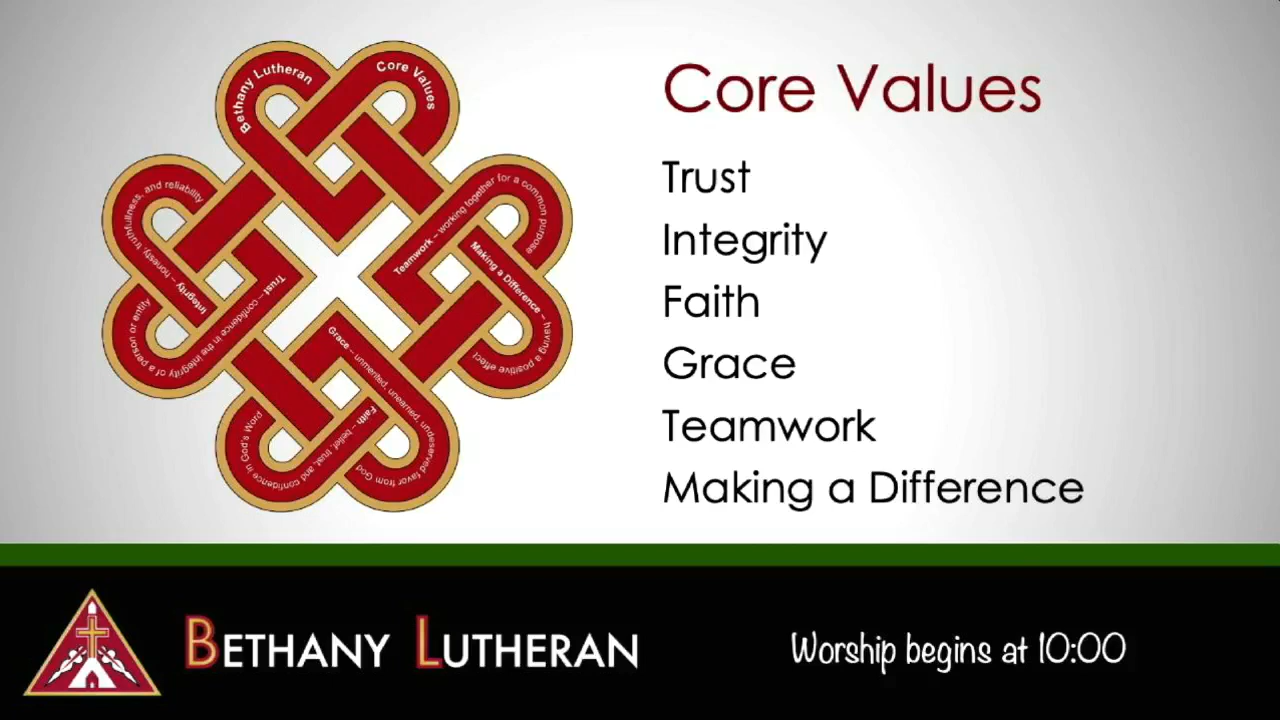 Bethany Lutheran
Core Values
Integrity – honesty, truthfulness, and reliability
Trust – confidence in the integrity of a person or entity
Teamwork – working together for a common purpose
Making a Difference – having a positive effect
Grace – unmerited, unearned, undeserved favor from God
Faith – belief, trust, and confidence in God's Word
Core Values
Trust
Integrity
Faith
Grace
Teamwork
Making a Difference
BETHANY LUTHERAN
Worship begins at 10:00